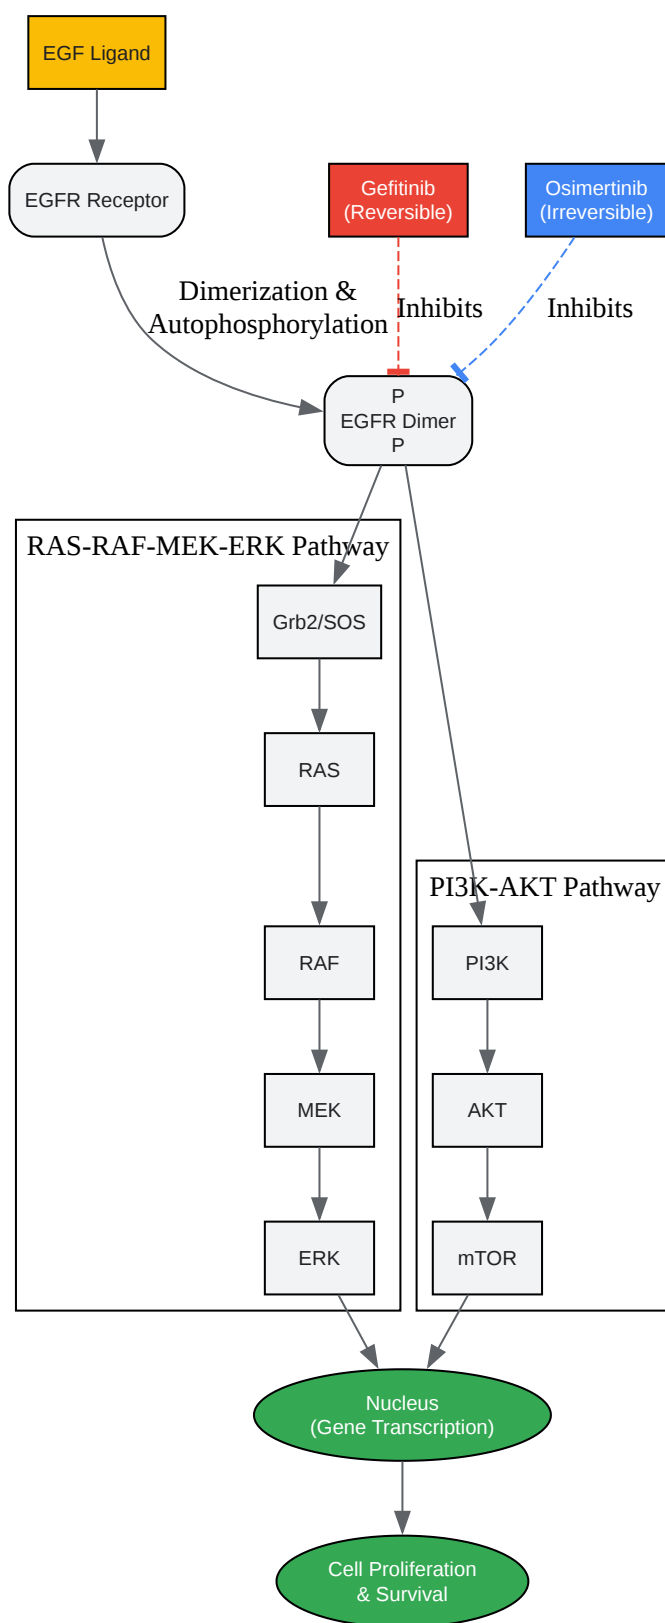 EGF Ligand
EGFR Receptor
Gefitinib
(Reversible)
Osimertinib
(Irreversible)
Dimerization &
Autophosphorylation
Inhibits
Inhibits
P
EGFR Dimer
P
RAS-RAF-MEK-ERK Pathway
Grb2/SOS
RAS
RAF
MEK
ERK
PI3K-AKT Pathway
PI3K
AKT
mTOR
Nucleus
(Gene Transcription)
Cell Proliferation
& Survival